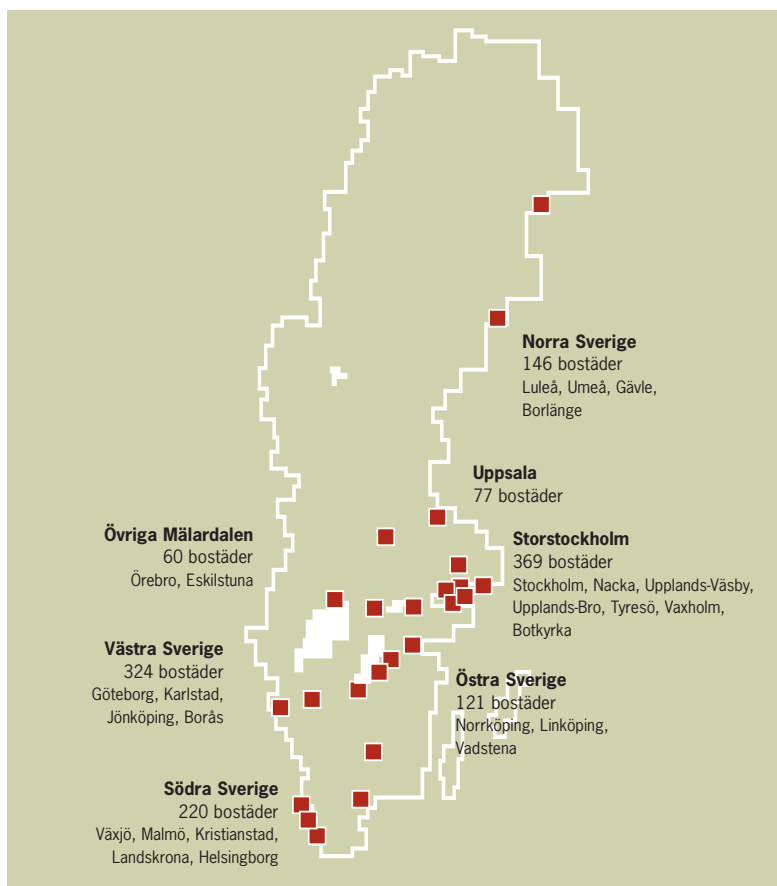 Norra Sverige
146 bostäder
Luleå, Umeå, Gävle,
Borlänge
Uppsala
77 bostäder
Övriga Mälardalen
60 bostäder
Örebro, Eskilstuna
Storstockholm
369 bostäder
Stockholm, Nacka, Upplands-Väsby,
Upplands-Bro, Tyresö, Vaxholm,
Botkyrka
Västra Sverige
324 bostäder
Göteborg, Karlstad,
Jönköping, Borås
Östra Sverige
121 bostäder
Norrköping, Linköping,
Vadstena
Södra Sverige
220 bostäder
Växjö, Malmö, Kristianstad,
Landskrona, Helsingborg